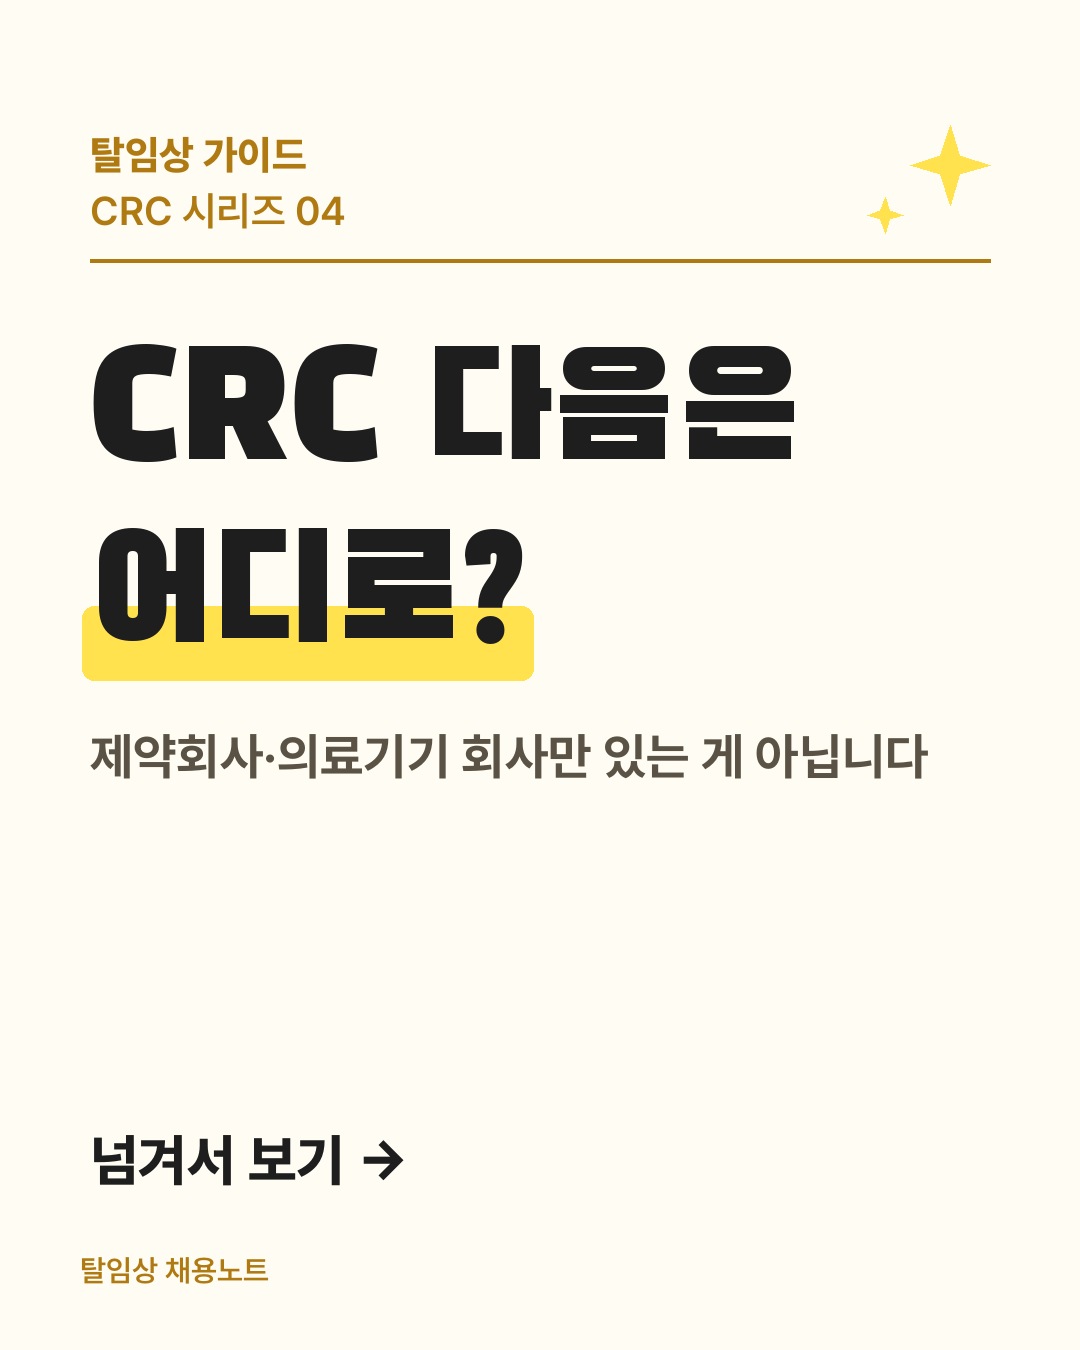 탈임상 가이드
CRC 시리즈 04
CRC 다음은
어디로?
제약회사·의료기기 회사만 있는 게 아닙니다
넘겨서 보기 →
탈임상 채용노트